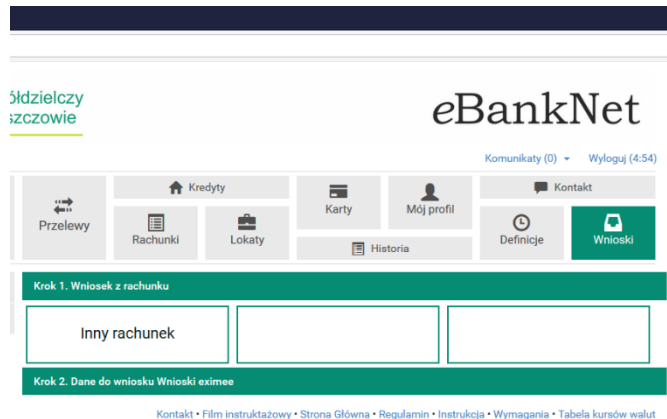 ółdzielczy
szczowie
eBankNet
Komunikaty (0) Wyloguj (4:54)
Przelewy
Kredyty
Rachunki
Lokaty
Karty
Mój profil
Historia
Kontakt
Definicje
Wnioski
Krok 1. Wniosek z rachunku
Inny rachunek
Krok 2. Dane do wniosku Wnioski eximee
Kontakt • Film instruktażowy • Strona Główna • Regulamin • Instrukcja • Wymagania • Tabela kursów walut